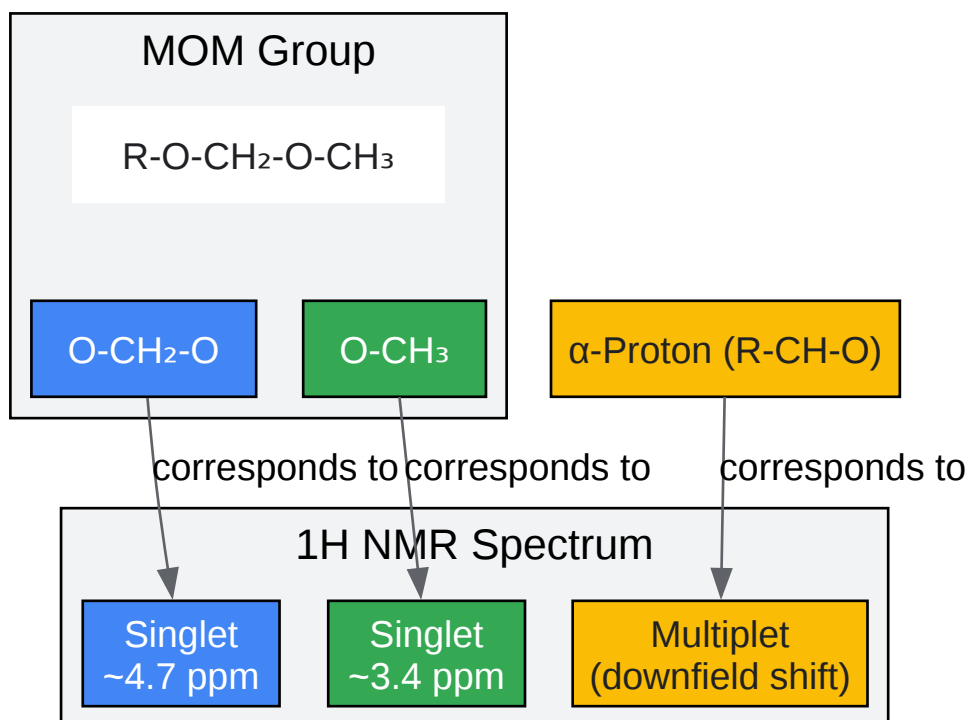 MOM Group
R-O-CH₂-O-CH₃
O-CH₂-O
O-CH₃
α-Proton (R-CH-O)
corresponds to
corresponds to
corresponds to
1H NMR Spectrum
Singlet
~4.7 ppm
Singlet
~3.4 ppm
Multiplet
(downfield shift)